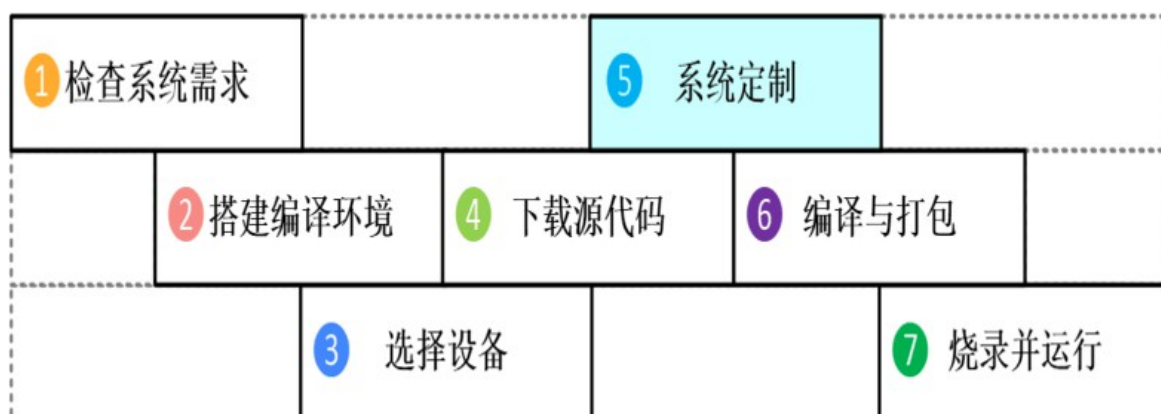 1 检查系统需求
5 系统定制
2 搭建编译环境
4 下载源代码
6 编译与打包
3 选择设备
7 烧录并运行